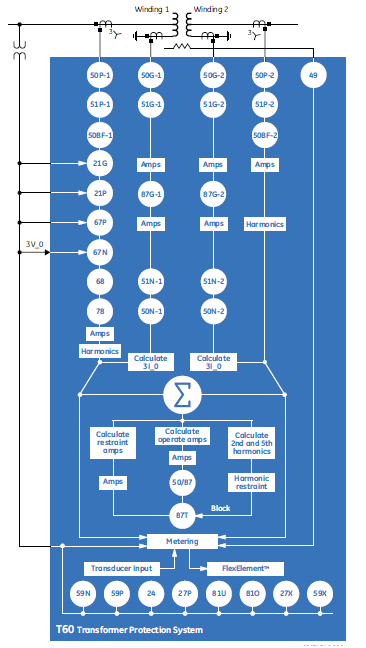 Winding 1
Winding 2
3
3
50P-1
50G-1
50G-2
50P-2
49
51P-1
51G-1
51G-2
51P-2
50BF-1
50BF-2
21G
Amps
Amps
Amps
21P
87G-1
87G-2
67P
Amps
Amps
Harmonics
3V_0
67N
68
51N-1
51N-2
78
50N-1
50N-2
Amps
Harmonics
Calculate
3I_0
Calculate
3I_0
Σ
Calculate
restraint
amps
Calculate
operate amps
Calculate
2nd and 5th
harmonics
Amps
Amps
50/87
Harmonic
restraint
87T
Block
Metering
Transducer Input
FlexElement™
59N
59P
24
27P
81U
81O
27X
59X
T60 Transformer Protection System